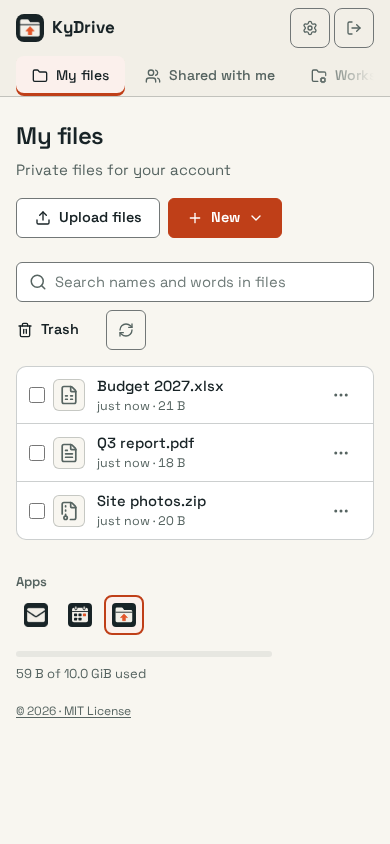 KyDrive
My files
Shared with me
Work
My files
Private files for your account
Upload files
New
Search names and words in files
Trash
Budget 2027.xlsx
just now · 21 B
Q3 report.pdf
just now · 18 B
Site photos.zip
just now · 20 B
Apps
59 B of 10.0 GiB used
© 2026 · MIT License